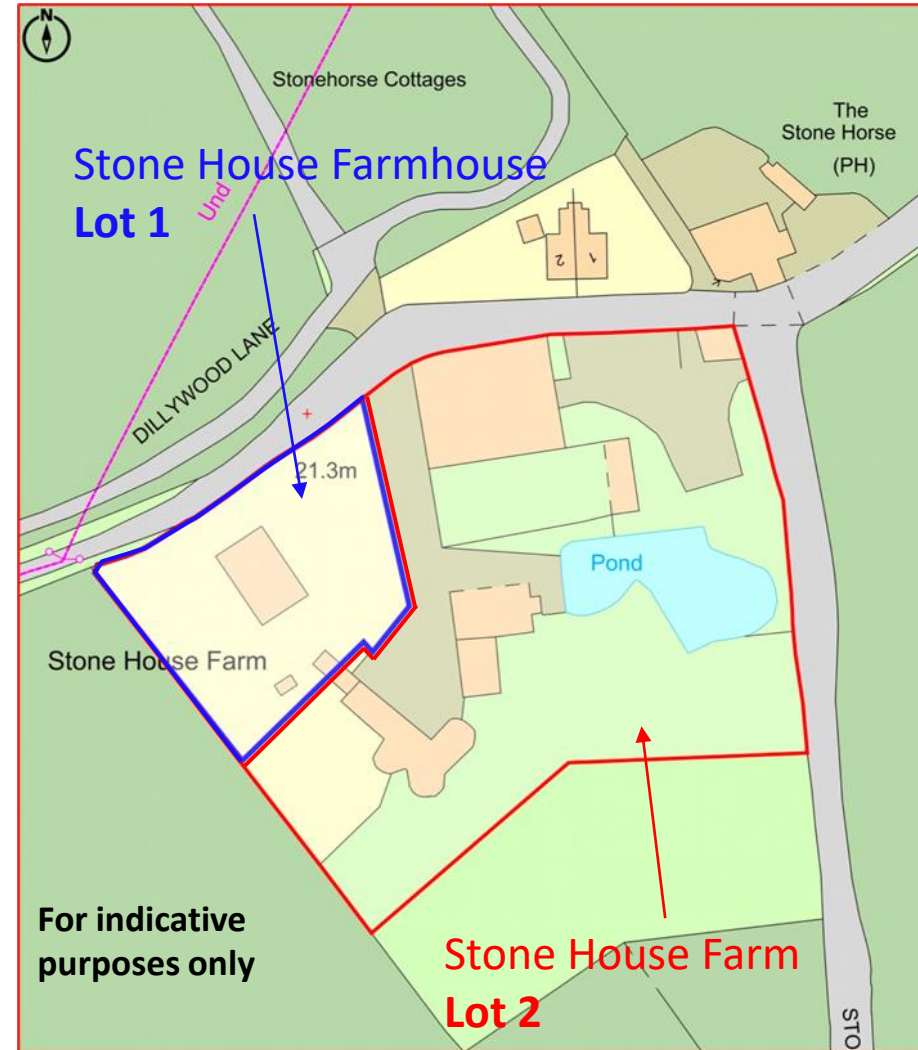 N
Stonehorse Cottages
The
Stone Horse
(PH)
Stone House Farmhouse
Lot 1
Und
2
1
DILLYWOOD LANE
21.3m
Pond
Stone House Farm
For indicative
purposes only
Stone House Farm
Lot 2
STO